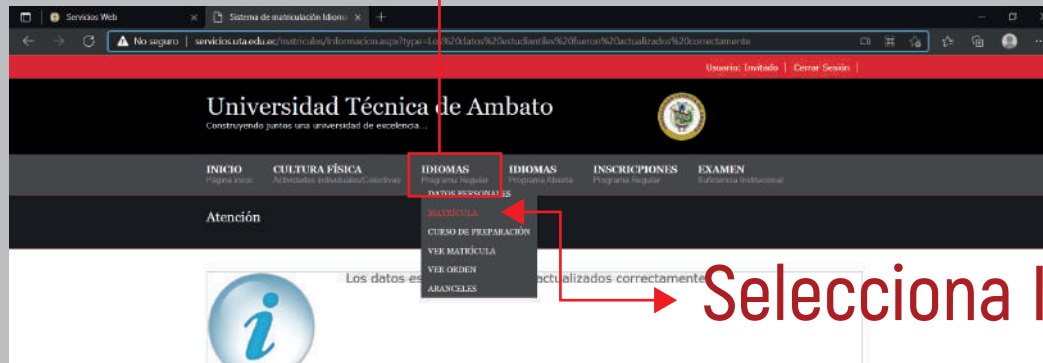 Servicios Web
Sistema de matriculación Idiom
No seguro | servicios.uta.edu.ec/matriculas/Informacion.aspx?type=Los%20datos%20estudiantiles%20fueron%20actualizados%20correctamente
Usuario: Invitado | Cerrar Sesión |
Universidad Técnica de Ambato
Construyendo juntos una universidad de excelencia...
INICIO CULTURA FÍSICA IDIOMAS IDIOMAS INSCRICPIONES EXAMEN
Página inicio Actividades Individuales/Colectivas Programa Regular Programa Abierto Programa Regular Suficiencia Institucional
DATOS PERSONALES
Atención
MATRÍCULA
CURSO DE PREPARACIÓN
VER MATRÍCULA
VER ORDEN
ARANCELES
Los datos es actualizados correctamente
Selecciona I